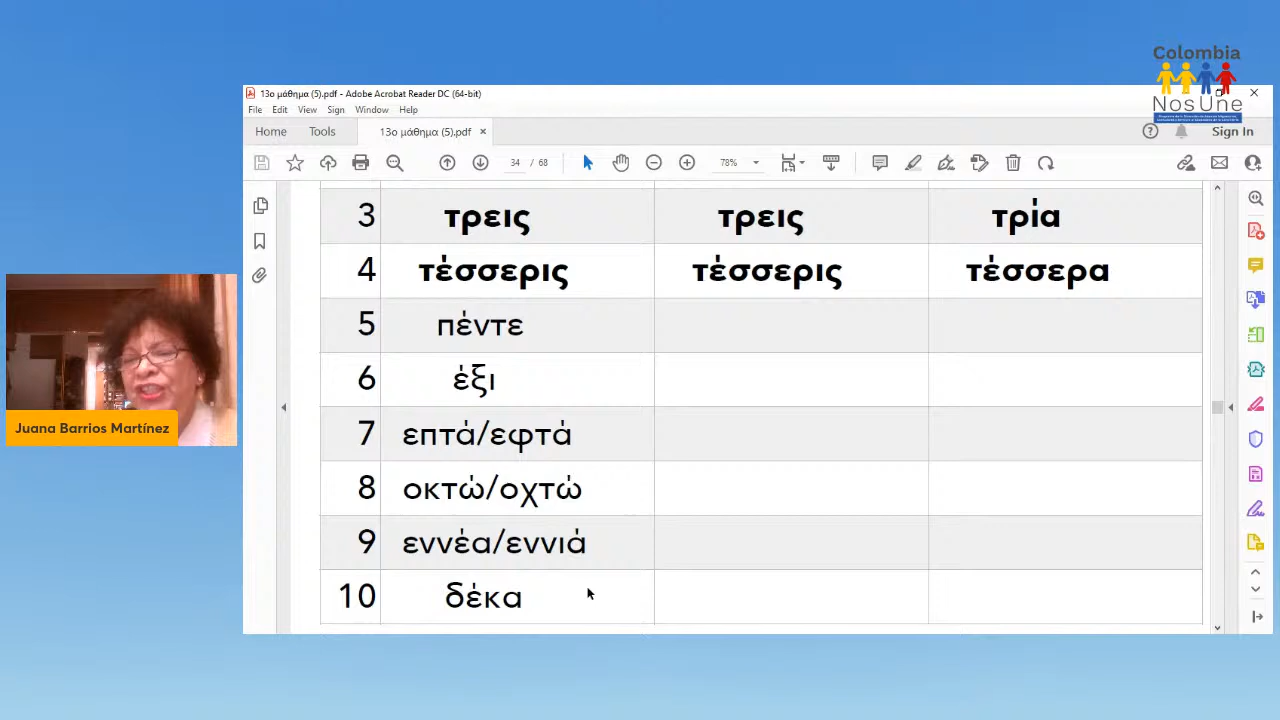 Colombia
NosUne
13ο μάθημα (5).pdf - Adobe Acrobat Reader DC (64-bit)
File Edit View Sign Window Help
Home Tools 13ο μάθημα (5).pdf × Sign In
34 / 68 78%
3 τρεις τρεις τρία
4 τέσσερις τέσσερις τέσσερα
5 πέντε
6 έξι
7 επτά/εφτά
8 οκτώ/οχτώ
9 εννέα/εννιά
10 δέκα
Juana Barrios Martínez